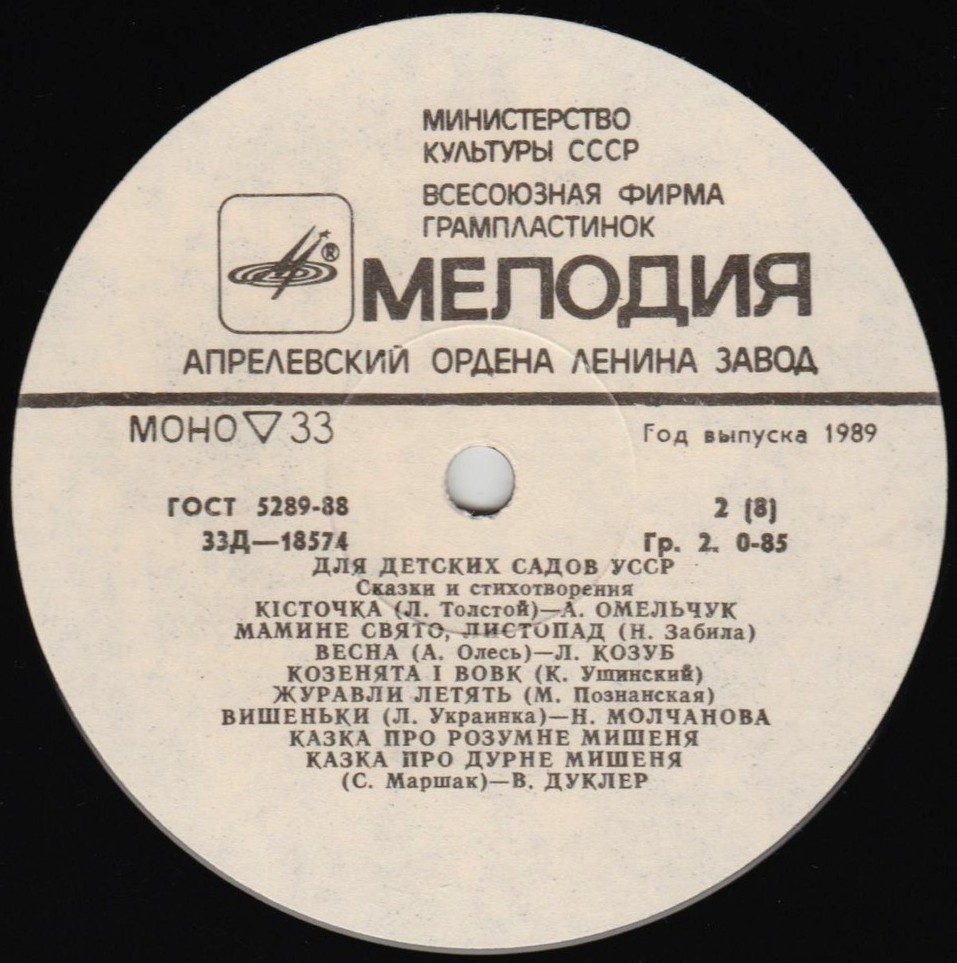 МИНИСТЕРСТВО
КУЛЬТУРЫ СССР
ВСЕСОЮЗНАЯ ФИРМА
ГРАМПЛАСТИНОК
®
МЕЛОДИЯ
АПРЕЛЕВСКИЙ ОРДЕНА ЛЕНИНА ЗАВОД
МОНО ▽ 33
Год выпуска 1989
ГОСТ 5289-88
2 (8)
33Д—18574
Гр. 2. 0-85
ДЛЯ ДЕТСКИХ САДОВ УССР
Сказки и стихотворения
КІСТОЧКА (Л. Толстой)—А. ОМЕЛЬЧУК
МАМИНЕ СВЯТО, ЛИСТОПАД (Н. Забила)
ВЕСНА (А. Олесь)—Л. КОЗУБ
КОЗЕНЯТА І ВОВК (К. Ушинский)
ЖУРАВЛИ ЛЕТЯТЬ (М. Познанская)
ВИШЕНЬКИ (Л. Украинка)—Н. МОЛЧАНОВА
КАЗКА ПРО РОЗУМНЕ МИШЕНЯ
КАЗКА ПРО ДУРНЕ МИШЕНЯ
(С. Маршак)—В. ДУКЛЕР